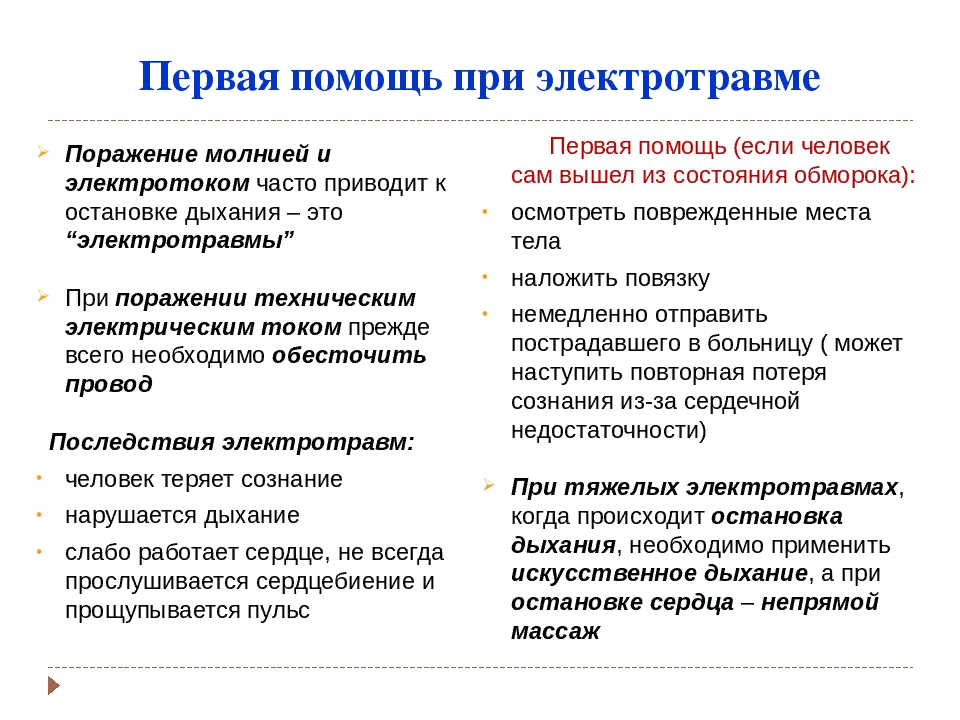 Первая помощь при электротравме
Поражение молнией и
электротоком часто приводит к
остановке дыхания – это
“электротравмы”
При поражении техническим
электрическим током прежде
всего необходимо обесточить
провод
Последствия электротравм:
человек теряет сознание
нарушается дыхание
слабо работает сердце, не всегда
прослушивается сердцебиение и
прощупывается пульс
Первая помощь (если человек
сам вышел из состояния обморока):
осмотреть поврежденные места
тела
наложить повязку
немедленно отправить
пострадавшего в больницу ( может
наступить повторная потеря
сознания из-за сердечной
недостаточности)
При тяжелых электротравмах,
когда происходит остановка
дыхания, необходимо применить
искусственное дыхание, а при
остановке сердца – непрямой
массаж